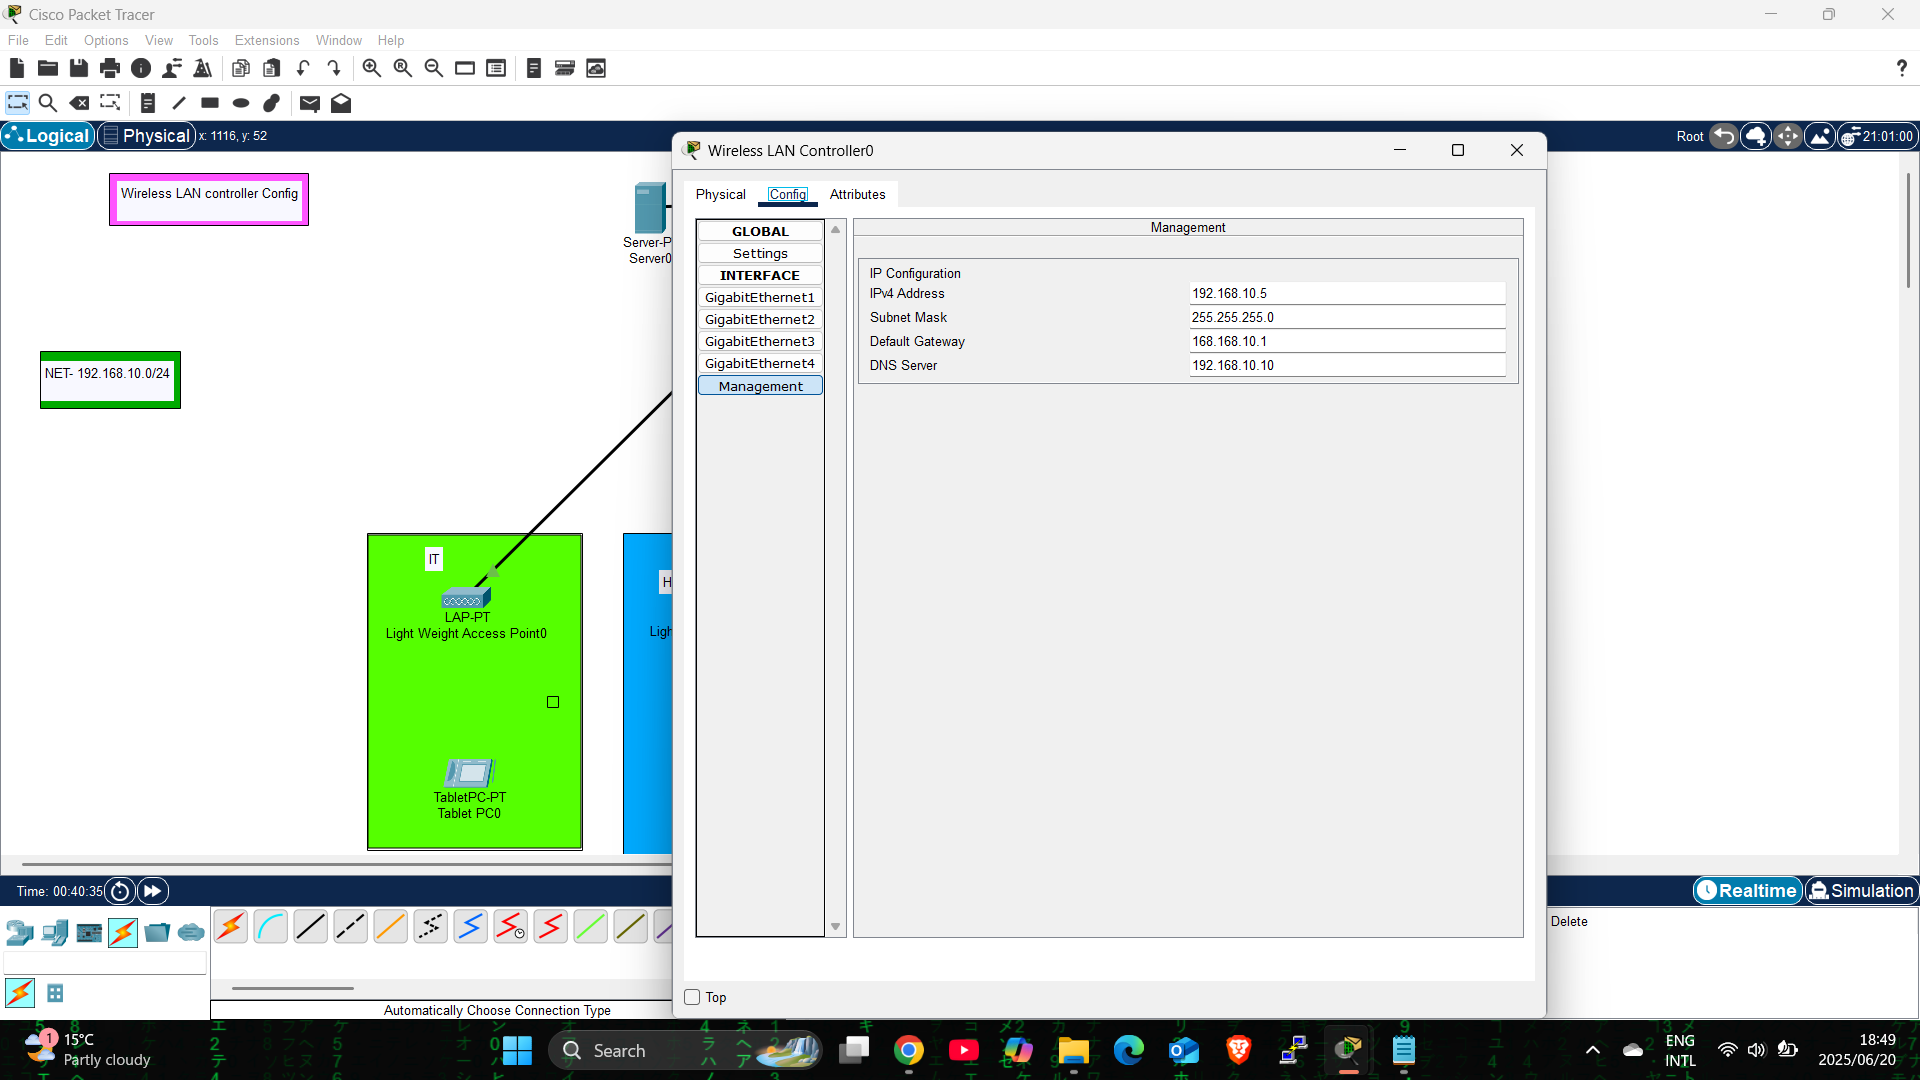 Cisco Packet Tracer
File Edit Options View Tools Extensions Window Help
?
Logical Physical x: 1116, y: 52 Root 21:01:00
Wireless LAN controller Config
Server-P
Server0
NET- 192.168.10.0/24
IT
LAP-PT
Light Weight Access Point0
TabletPC-PT
Tablet PC0
H
Ligh
Wireless LAN Controller0
Physical Config Attributes
GLOBAL
Settings
INTERFACE
GigabitEthernet1
GigabitEthernet2
GigabitEthernet3
GigabitEthernet4
Management
Management
IP Configuration
IPv4 Address 192.168.10.5
Subnet Mask 255.255.255.0
Default Gateway 168.168.10.1
DNS Server 192.168.10.10
Top
Time: 00:40:35
Realtime Simulation
Delete
Automatically Choose Connection Type
1
15°C
Partly cloudy
Search
ENG
INTL
18:49
2025/06/20